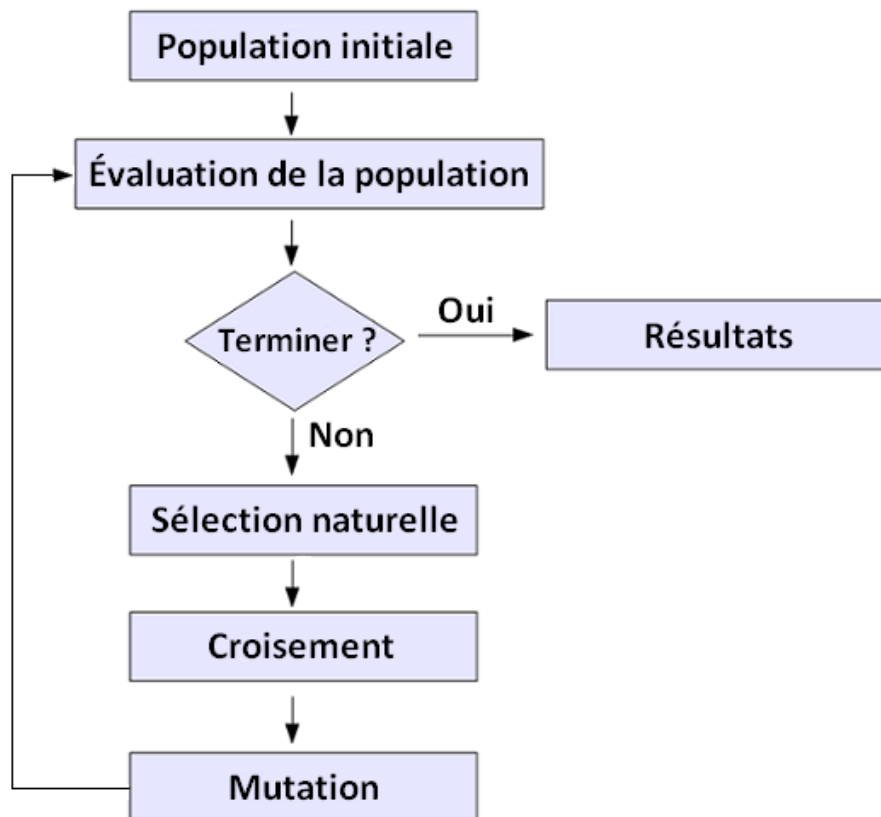 Population initiale
Évaluation de la population
Terminer ?
Oui
Résultats
Non
Sélection naturelle
Croisement
Mutation